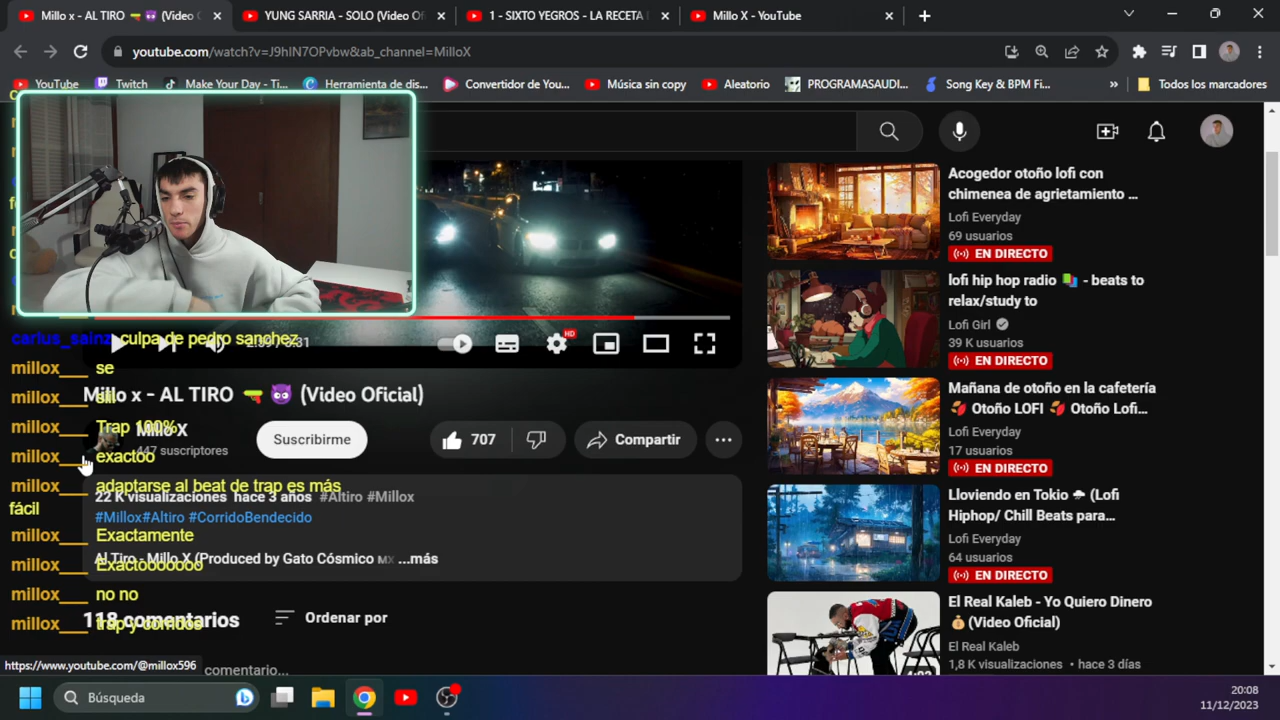 Millo x - AL TIRO 🔫 😈 (Video O
YUNG SARRIA - SOLO (Video Of
1 - SIXTO YEGROS - LA RECETA
Millo X - YouTube
youtube.com/watch?v=J9hIN7OPvbw&ab_channel=MilloX
YouTube
Twitch
Make Your Day - Ti...
Herramienta de dis...
Convertidor de You...
Música sin copy
Aleatorio
PROGRAMASAUDI...
Song Key & BPM Fi...
»
Todos los marcadores
Acogedor otoño lofi con
chimenea de agrietamiento ...
Lofi Everyday
69 usuarios
EN DIRECTO
lofi hip hop radio 📚 - beats to
relax/study to
Lofi Girl
39 K usuarios
EN DIRECTO
Mañana de otoño en la cafetería
🍂 Otoño LOFI 🍂 Otoño Lofi...
Lofi Everyday
17 usuarios
EN DIRECTO
Lloviendo en Tokio 🌧 (Lofi
Hiphop/ Chill Beats para...
Lofi Everyday
64 usuarios
EN DIRECTO
El Real Kaleb - Yo Quiero Dinero
💰(Video Oficial)
El Real Kaleb
1,8 K visualizaciones • hace 3 días
HD
carlus_sainz culpa de pedro sanchez
millox___ se
millox___
millox___ Trap 100%
millox___ exactoo
millox___ adaptarse al beat de trap es más
fácil
millox___ Exactamente
millox___ Exactooooooo
millox___ no no
millox___ trap y corridos
Millo x - AL TIRO 🔫 😈 (Video Oficial)
Millo X
447 suscriptores
Suscribirme
707
Compartir
22 K visualizaciones hace 3 años #Altiro #Millox
#Millox#Altiro #CorridoBendecido
Al Tiro - Millo X (Produced by Gato Cósmico MX ...más
118 comentarios
Ordenar por
comentario...
https://www.youtube.com/@millox596
Búsqueda
20:08
11/12/2023